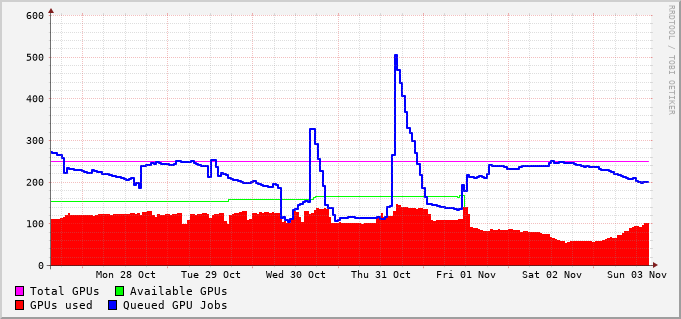 600
500
400
300
200
100
0
Mon 28 Oct Tue 29 Oct Wed 30 Oct Thu 31 Oct Fri 01 Nov Sat 02 Nov Sun 03 Nov
Total GPUs Available GPUs
GPUs used Queued GPU Jobs
RRDTOOL / TOBI OETIKER